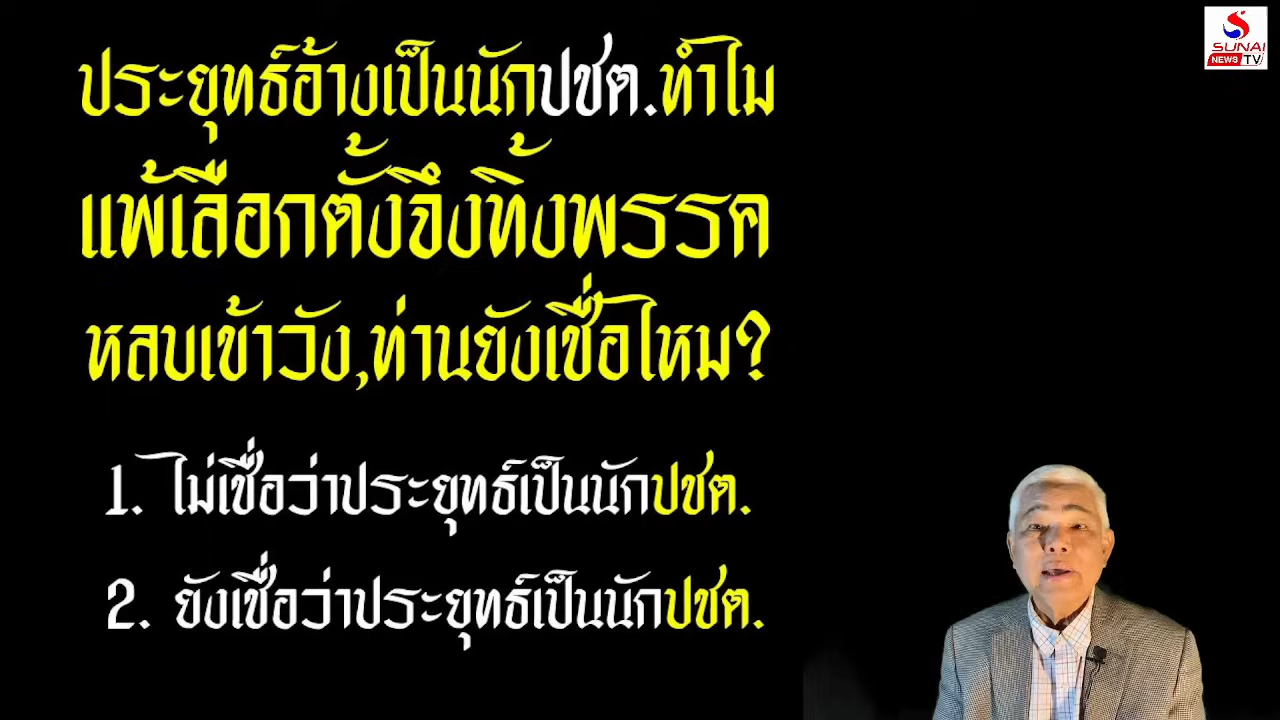 ประยุทธ์อ้างเป็นนักปชต.ทำไม
แพ้เลือกตั้งจึงทิ้งพรรค
หลบเข้าวัง,ท่านยังเชื่อไหม?
1. ไม่เชื่อว่าประยุทธ์เป็นนักปชต.
2. ยังเชื่อว่าประยุทธ์เป็นนักปชต.
SUNAI
NEWS TV